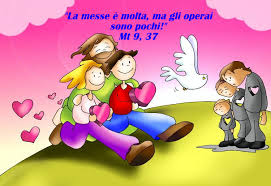 "La messe è molta, ma gli operai
sono pochi!"
Mt 9, 37